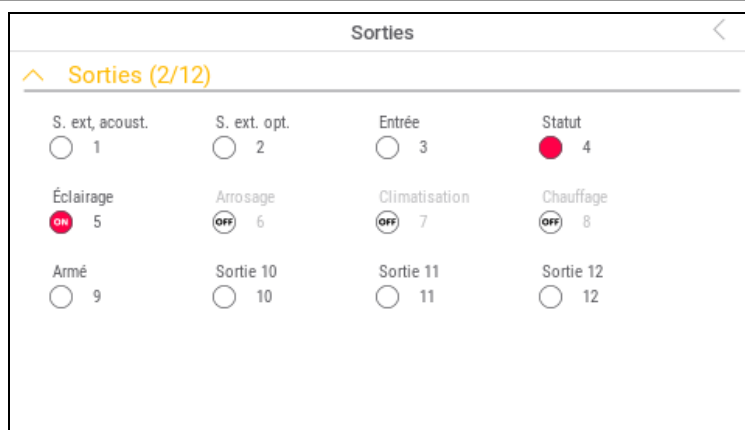 Sorties
Sorties (2/12)
S. ext, acoust. S. ext. opt. Entrée Statut
1 2 3 4
Éclairage Arrosage Climatisation Chauffage
ON 5 OFF 6 OFF 7 OFF 8
Armé Sortie 10 Sortie 11 Sortie 12
9 10 11 12